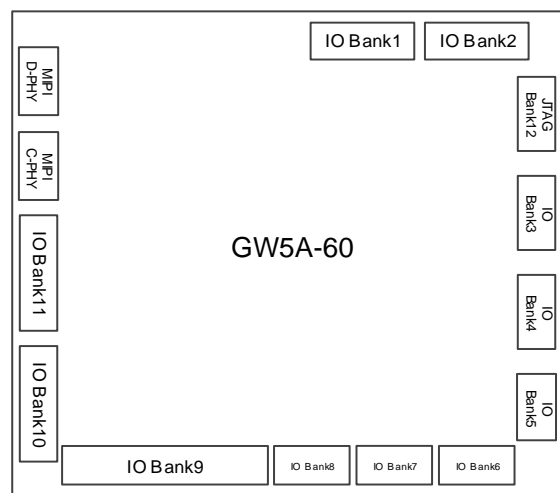 IO Bank1
IO Bank2
MIPI
D-PHY
JTAG
Bank12
MIPI
C-PHY
IO
Bank3
IO Bank11
GW5A-60
IO
Bank4
IO Bank10
IO
Bank5
IO Bank9
IO Bank8
IO Bank7
IO Bank6